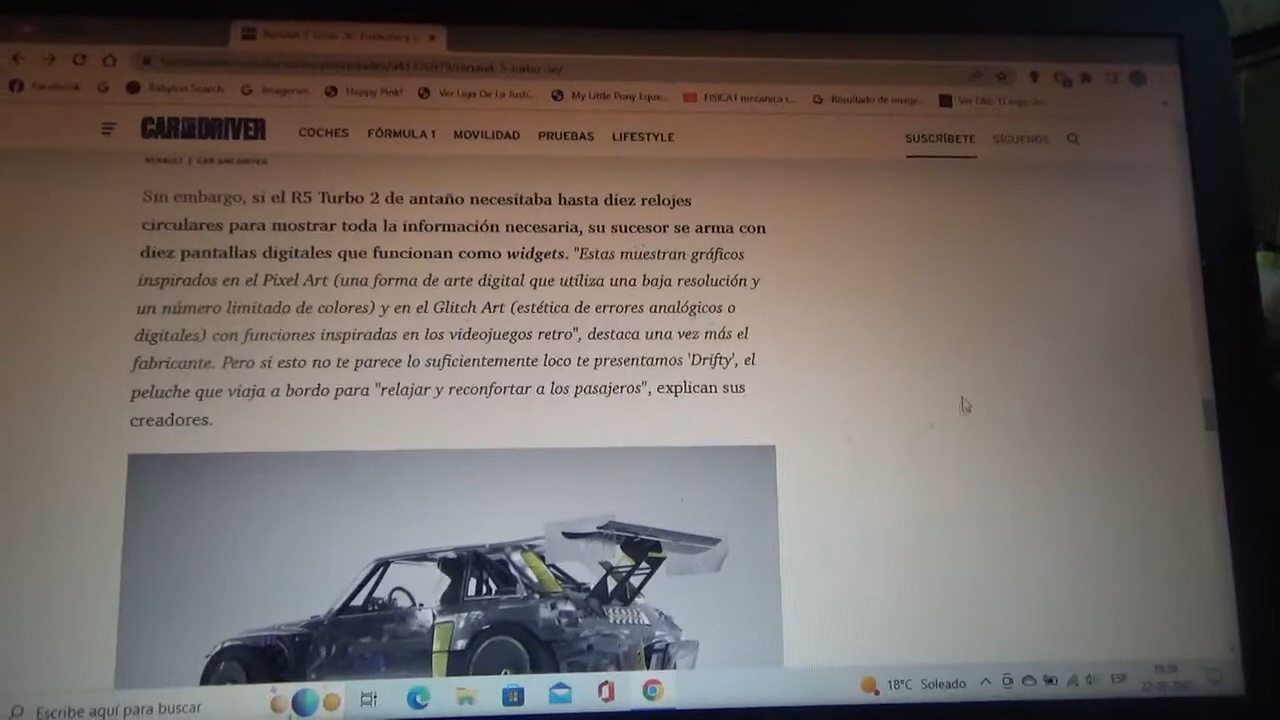 Facebook G Babylon Search G Imagenes Happy Pink! Ver Liga De La Justi... My Little Pony Eque... FISICA1 mecanica c... G Resultado de image...
CAR AND DRIVER COCHES FÓRMULA 1 MOVILIDAD PRUEBAS LIFESTYLE SUSCRÍBETE SÍGUENOS
RENAULT | CAR AND DRIVER
Sin embargo, si el R5 Turbo 2 de antaño necesitaba hasta diez relojes
circulares para mostrar toda la información necesaria, su sucesor se arma con
diez pantallas digitales que funcionan como widgets. "Estas muestran gráficos
inspirados en el Pixel Art (una forma de arte digital que utiliza una baja resolución y
un número limitado de colores) y en el Glitch Art (estética de errores analógicos o
digitales) con funciones inspiradas en los videojuegos retro", destaca una vez más el
fabricante. Pero si esto no te parece lo suficientemente loco te presentamos 'Drifty', el
peluche que viaja a bordo para "relajar y reconfortar a los pasajeros", explican sus
creadores.
Escribe aquí para buscar 18°C Soleado ESP